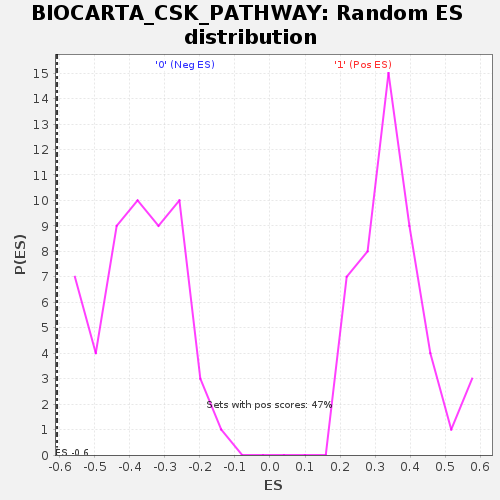 BIOCARTA_CSK_PATHWAY: Random ES
distribution
'0' (Neg ES)
'1' (Pos ES)
15
14
13
12
11
10
9
8
7
6
5
4
3
2
1
0
P(ES)
Sets with pos scores: 47%
ES -0.6
-0.6 -0.5 -0.4 -0.3 -0.2 -0.1 0.0 0.1 0.2 0.3 0.4 0.5 0.6
ES